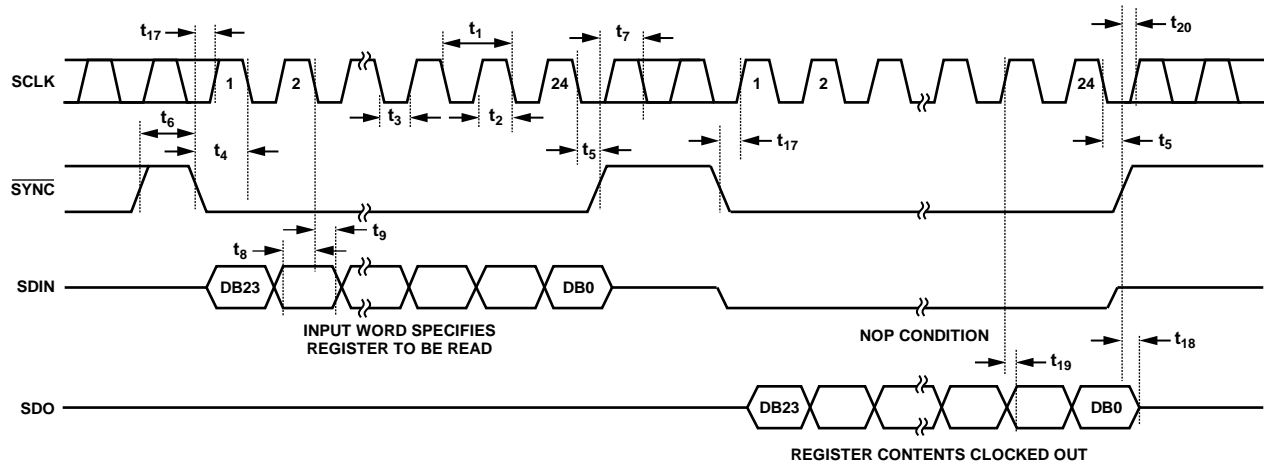 t17
t1
t7
t20
SCLK
1
2
24
1
2
24
t3
t2
t6
t4
t5
t17
t5
SYNC
t9
t8
SDIN
DB23
DB0
INPUT WORD SPECIFIES
REGISTER TO BE READ
NOP CONDITION
t18
t19
SDO
DB23
DB0
REGISTER CONTENTS CLOCKED OUT